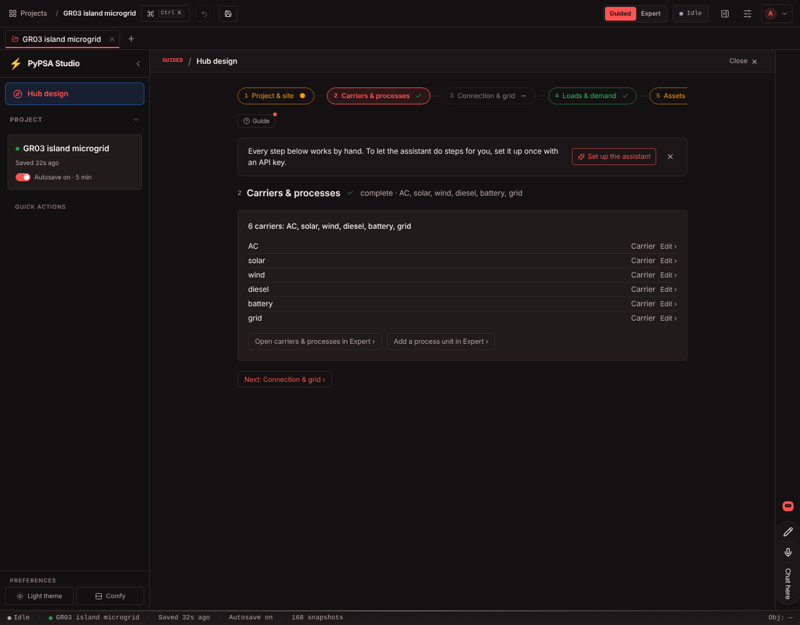 Projects / GR03 island microgrid Ctrl K Guided Expert Idle A
GR03 island microgrid
PyPSA Studio
GUIDED / Hub design Close
Hub design
1 Project & site 2 Carriers & processes 3 Connection & grid 4 Loads & demand 5 Assets
PROJECT
Guide
GR03 island microgrid
Saved 32s ago
Autosave on · 5 min
Every step below works by hand. To let the assistant do steps for you, set it up once with
an API key.
Set up the assistant
2 Carriers & processes complete · AC, solar, wind, diesel, battery, grid
QUICK ACTIONS
6 carriers: AC, solar, wind, diesel, battery, grid
AC Carrier Edit ›
solar Carrier Edit ›
wind Carrier Edit ›
diesel Carrier Edit ›
battery Carrier Edit ›
grid Carrier Edit ›
Open carriers & processes in Expert › Add a process unit in Expert ›
Next: Connection & grid ›
Chat here
PREFERENCES
Light theme Comfy
Idle GR03 island microgrid Saved 32s ago Autosave on 168 snapshots Obj: —